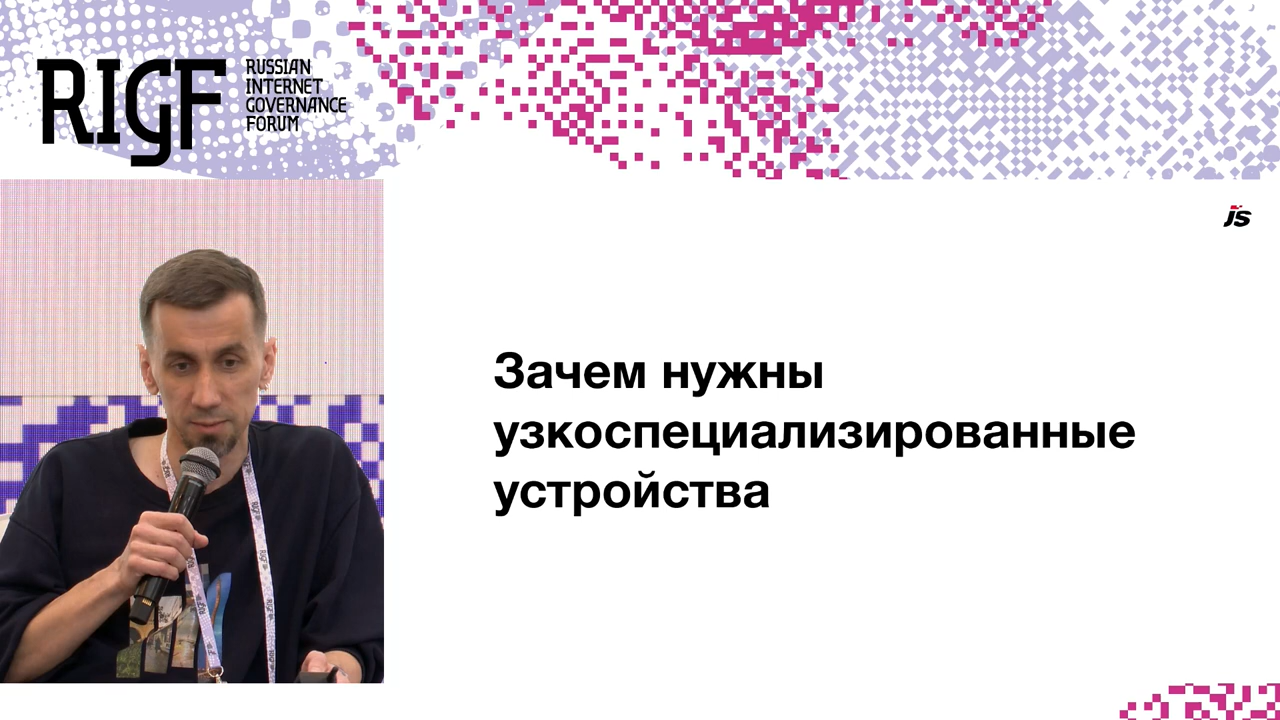 RIGF
RUSSIAN
INTERNET
GOVERNANCE
FORUM
js
Зачем нужны
узкоспециализированные
устройства